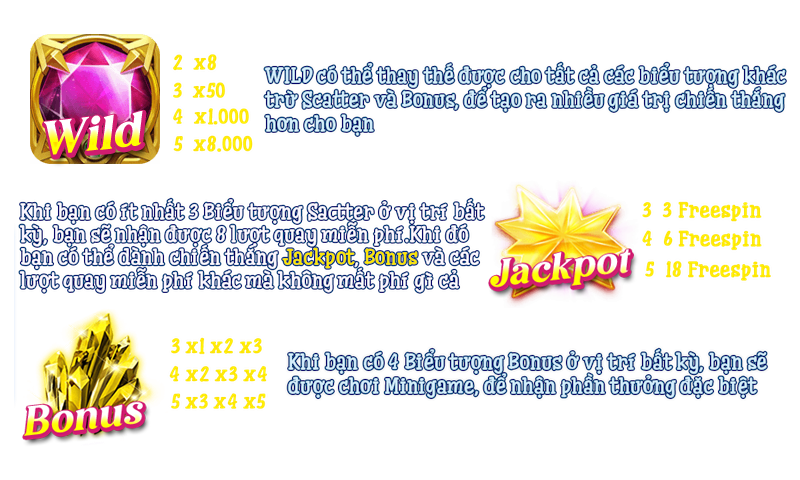 Wild
2 x8
3 x50
4 x1.000
5 x8.000
WILD có thể thay thế được cho tất cả các biểu tượng khác
trừ Scatter và Bonus, để tạo ra nhiều giá trị chiến thắng
hơn cho bạn
Khi bạn có ít nhất 3 Biểu tượng Sactter ở vị trí bất
kỳ, bạn sẽ nhận được 8 lượt quay miễn phí.Khi đó
bạn có thể dành chiến thắng Jackpot, Bonus và các
lượt quay miễn phí khác mà không mất phí gì cả
Jackpot
3 3 Freespin
4 6 Freespin
5 18 Freespin
Bonus
3 x1 x2 x3
4 x2 x3 x4
5 x3 x4 x5
Khi bạn có 4 Biểu tượng Bonus ở vị trí bất kỳ, bạn sẽ
được chơi Minigame, để nhận phần thưởng đặc biệt